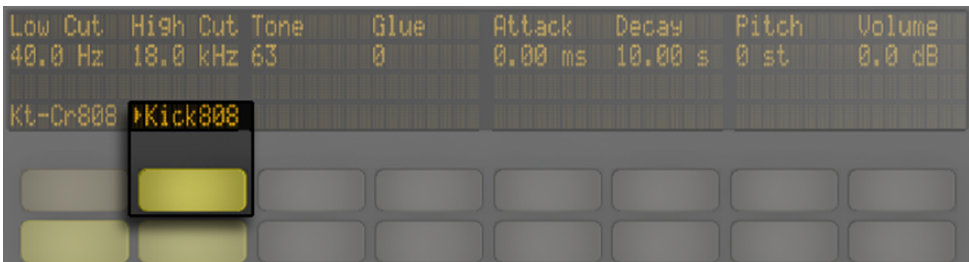 Low Cut High Cut Tone Glue Attack Decay Pitch Volume
40.0 Hz 18.0 kHz 63 0 0.00 ms 10.00 s 0 st 0.0 dB
Kt-Cr808 ▶Kick808